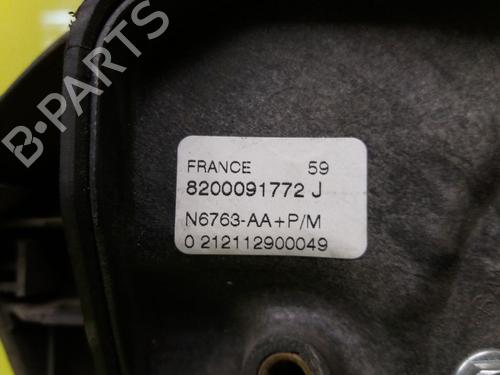 B-PARTS
FRANCE 59
8200091772 J
N6763-AA+P/M
0 212112900049